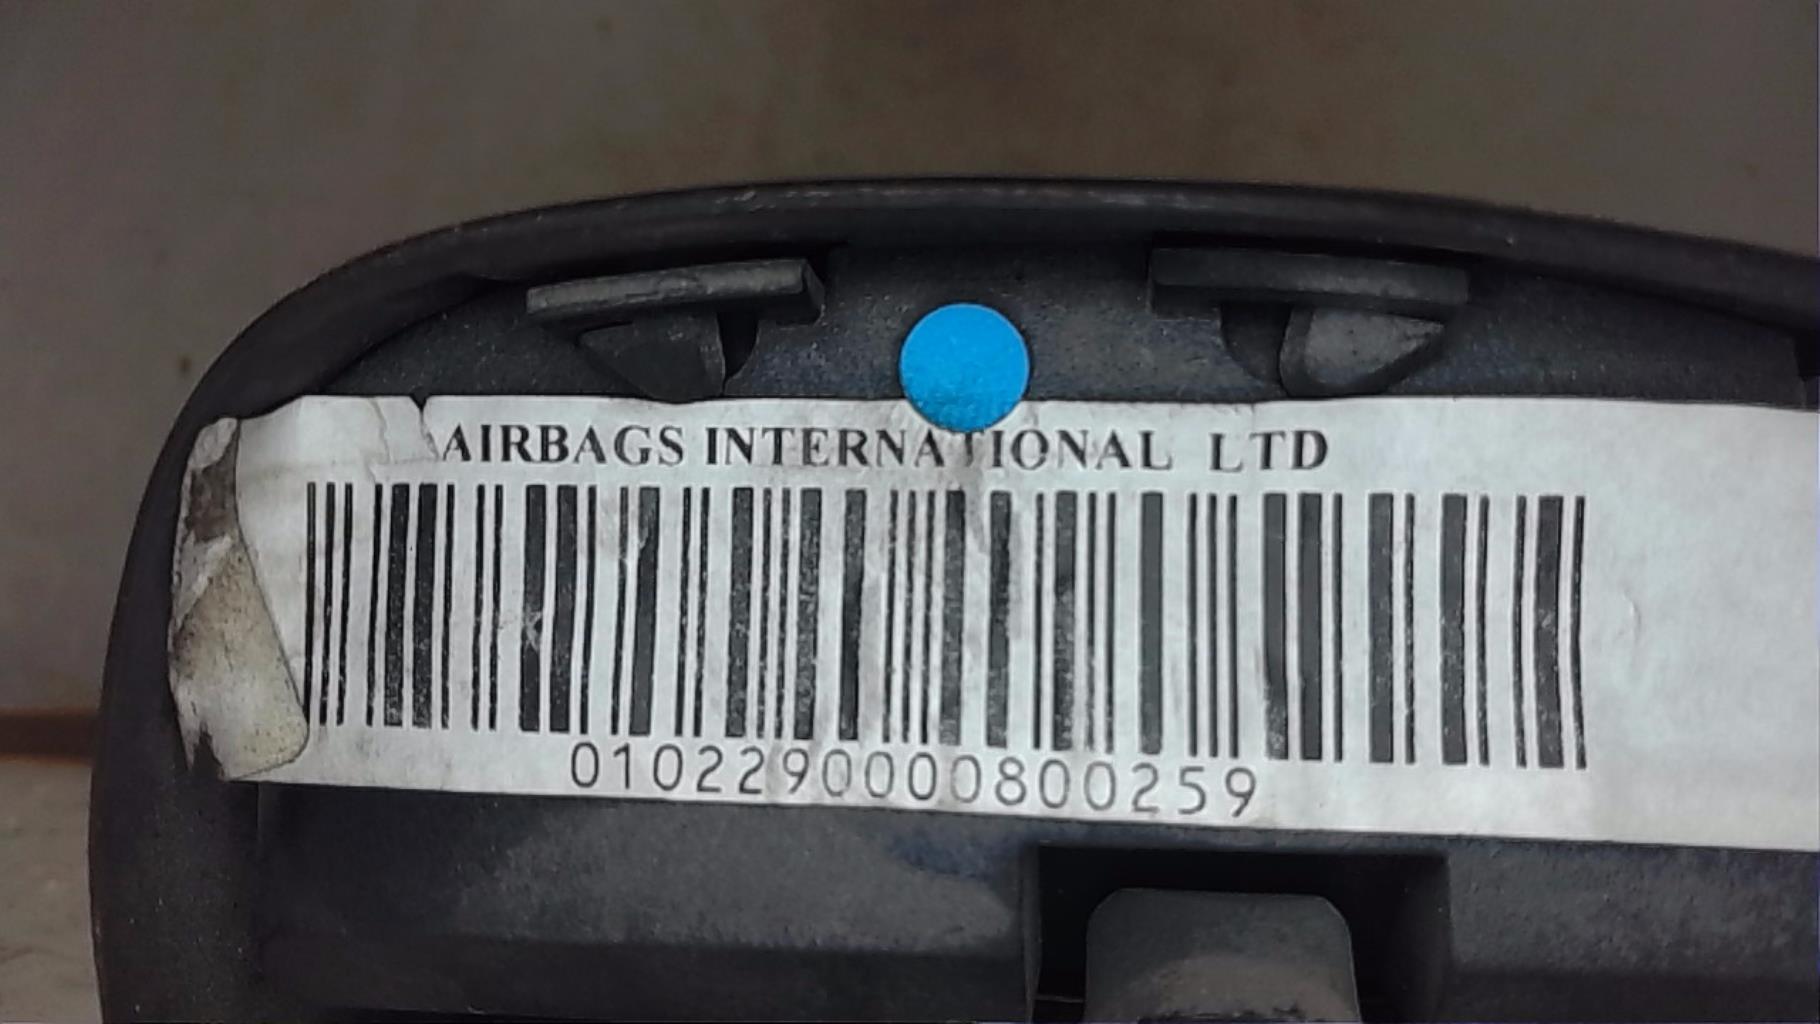 AIRBAGS INTERNATIONAL LTD
0102290000800259